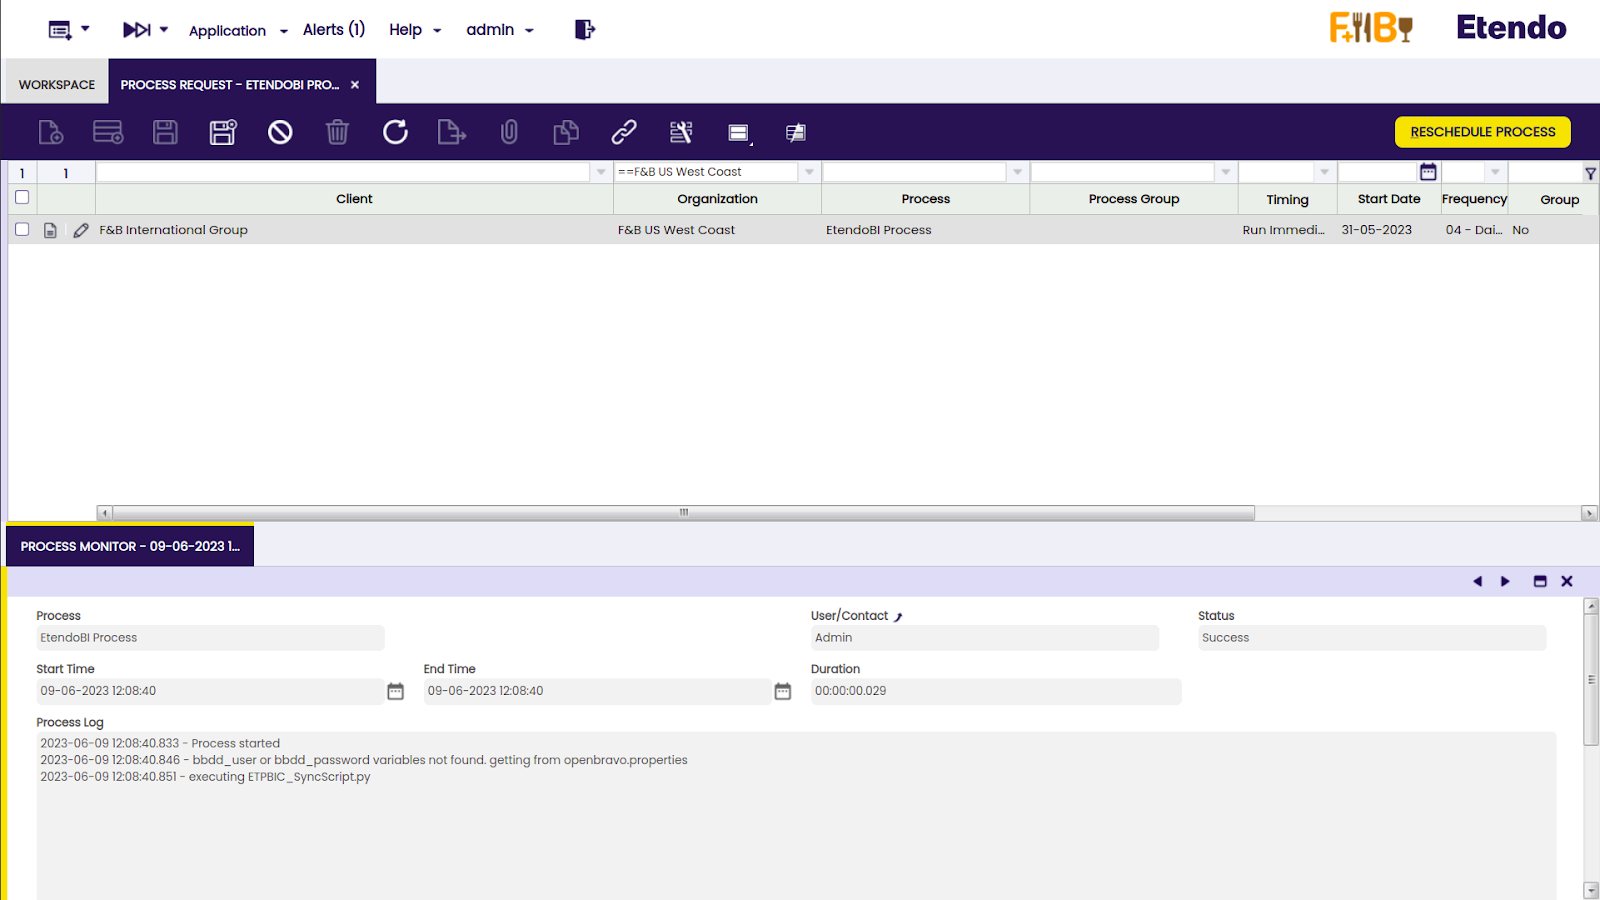 Application
Alerts (1)
Help
admin
F+B
Etendo
WORKSPACE
PROCESS REQUEST - ETENDOBI PRO...
RESCHEDULE PROCESS
1 1 ==F&B US West Coast
Client Organization Process Process Group Timing Start Date Frequency Group
F&B International Group F&B US West Coast EtendoBI Process Run Immedi... 31-05-2023 04 - Dai... No
PROCESS MONITOR - 09-06-2023 1...
Process User/Contact Status
EtendoBI Process Admin Success
Start Time End Time Duration
09-06-2023 12:08:40 09-06-2023 12:08:40 00:00:00.029
Process Log
2023-06-09 12:08:40.833 - Process started
2023-06-09 12:08:40.846 - bbdd_user or bbdd_password variables not found. getting from openbravo.properties
2023-06-09 12:08:40.851 - executing ETPBIC_SyncScript.py